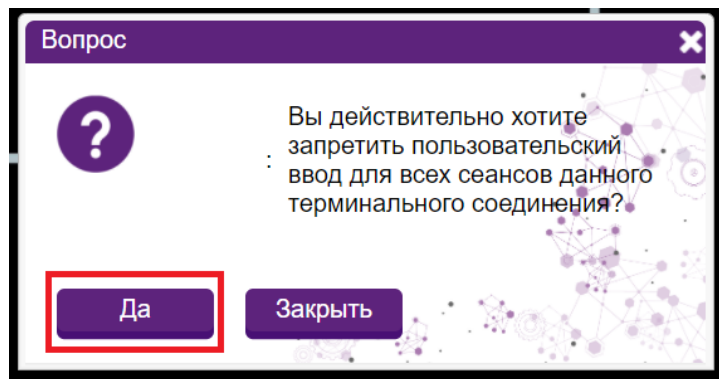 Вопрос
?
Вы действительно хотите
запретить пользовательский
: ввод для всех сеансов данного
терминального соединения?
Да
Закрыть